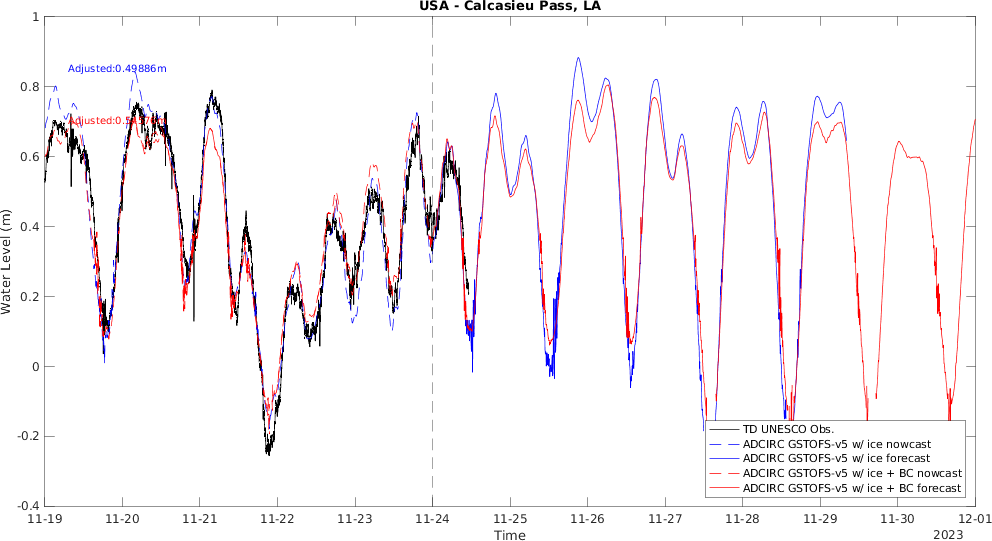 USA - Calcasieu Pass, LA
Water Level (m)
1
0.8
0.6
0.4
0.2
0
-0.2
-0.4
Adjusted:0.49886m
TD UNESCO Obs.
ADCIRC GSTOFS-v5 w/ ice nowcast
ADCIRC GSTOFS-v5 w/ ice forecast
ADCIRC GSTOFS-v5 w/ ice + BC nowcast
ADCIRC GSTOFS-v5 w/ ice + BC forecast
11-19 11-20 11-21 11-22 11-23 11-24 11-25 11-26 11-27 11-28 11-29 11-30 12-01
Time
2023